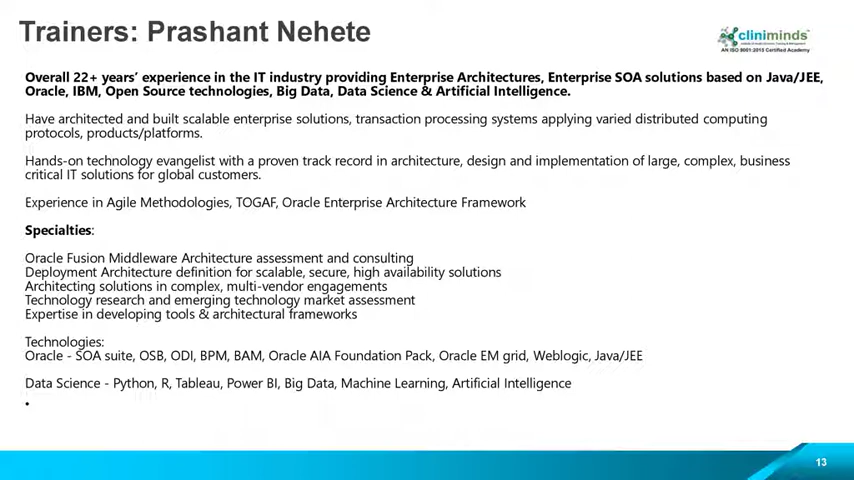 Trainers: Prashant Nehete
cliniminds
AN ISO 9001:2015 Certified Academy
Overall 22+ years' experience in the IT industry providing Enterprise Architectures, Enterprise SOA solutions based on Java/JEE,
Oracle, IBM, Open Source technologies, Big Data, Data Science & Artificial Intelligence.
Have architected and built scalable enterprise solutions, transaction processing systems applying varied distributed computing
protocols, products/platforms.
Hands-on technology evangelist with a proven track record in architecture, design and implementation of large, complex, business
critical IT solutions for global customers.
Experience in Agile Methodologies, TOGAF, Oracle Enterprise Architecture Framework
Specialties:
Oracle Fusion Middleware Architecture assessment and consulting
Deployment Architecture definition for scalable, secure, high availability solutions
Architecting solutions in complex, multi-vendor engagements
Technology research and emerging technology market assessment
Expertise in developing tools & architectural frameworks
Technologies:
Oracle - SOA suite, OSB, ODI, BPM, BAM, Oracle AIA Foundation Pack, Oracle EM grid, Weblogic, Java/JEE
Data Science - Python, R, Tableau, Power BI, Big Data, Machine Learning, Artificial Intelligence
•
13